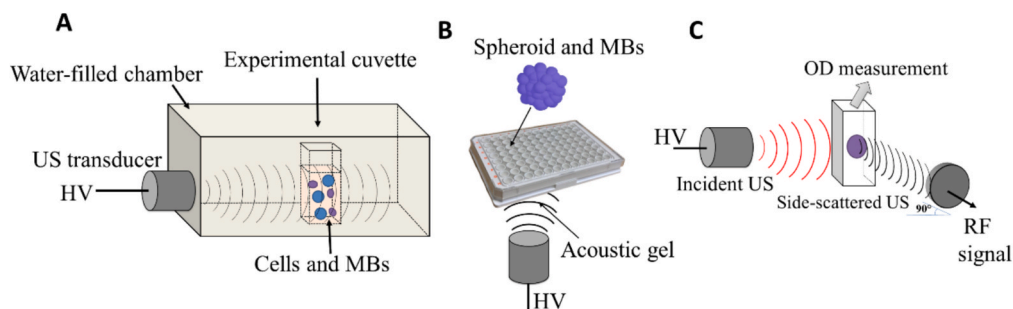 A
Water-filled chamber
Experimental cuvette
US transducer
HV
Cells and MBs
B
Spheroid and MBs
Acoustic gel
HV
C
OD measurement
HV
Incident US
Side-scattered US
90°
RF
signal